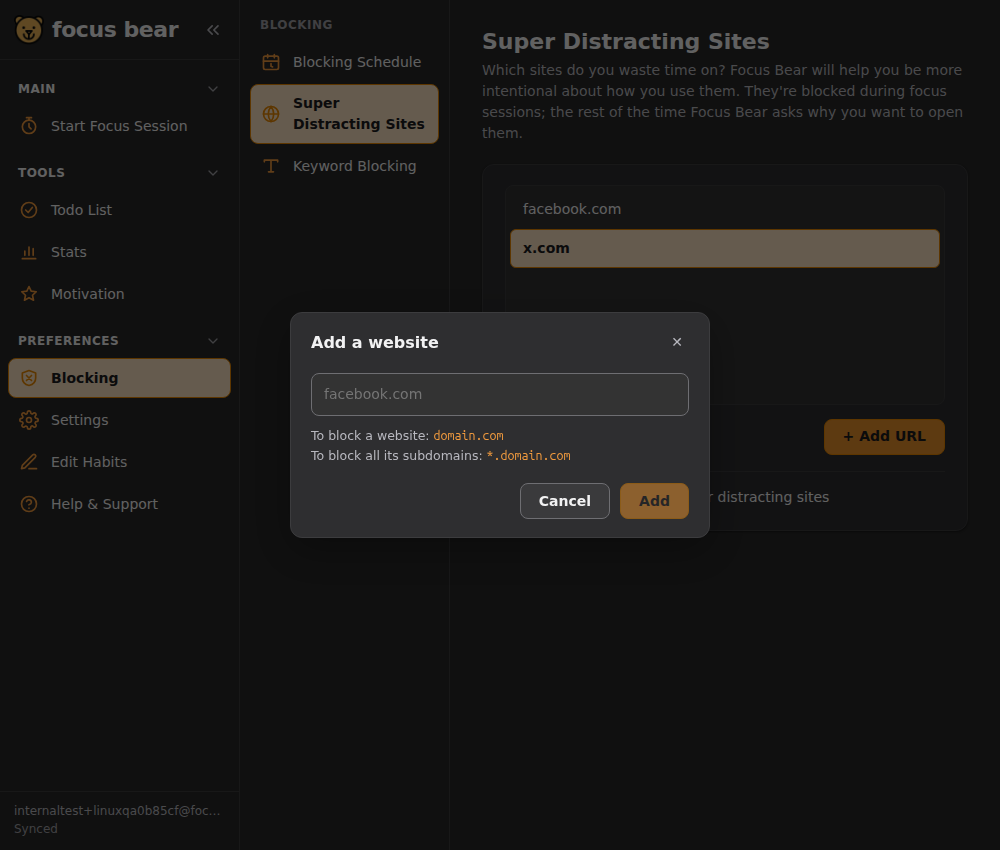 focus bear
MAIN
Start Focus Session
TOOLS
Todo List
Stats
Motivation
PREFERENCES
Blocking
Settings
Edit Habits
Help & Support
internaltest+linuxqa0b85cf@foc...
Synced
BLOCKING
Blocking Schedule
Super
Distracting Sites
Keyword Blocking
Super Distracting Sites
Which sites do you waste time on? Focus Bear will help you be more
intentional about how you use them. They're blocked during focus
sessions; the rest of the time Focus Bear asks why you want to open
them.
facebook.com
x.com
+ Add URL
distracting sites
Add a website
×
facebook.com
To block a website: domain.com
To block all its subdomains: *.domain.com
Cancel
Add